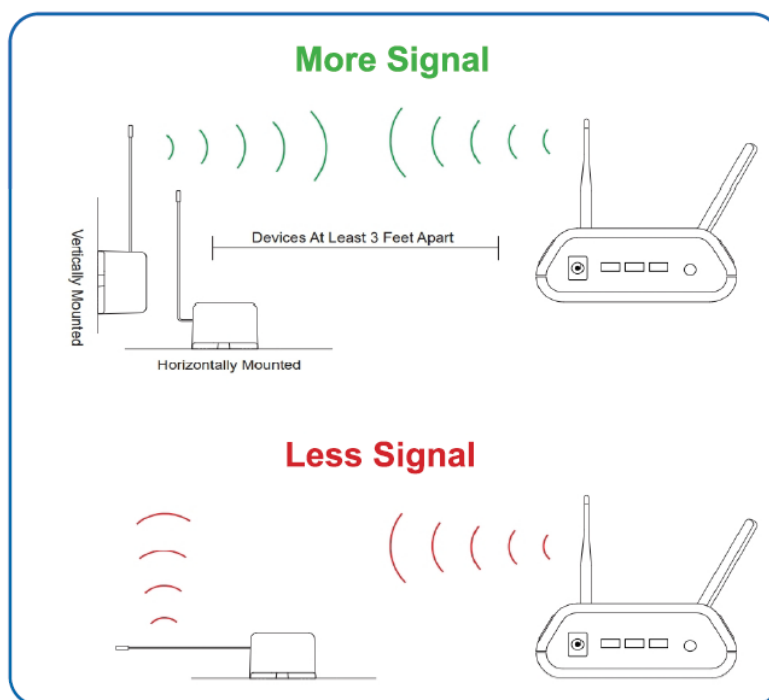 More Signal
Devices At Least 3 Feet Apart
Vertically Mounted
Horizontally Mounted
Less Signal